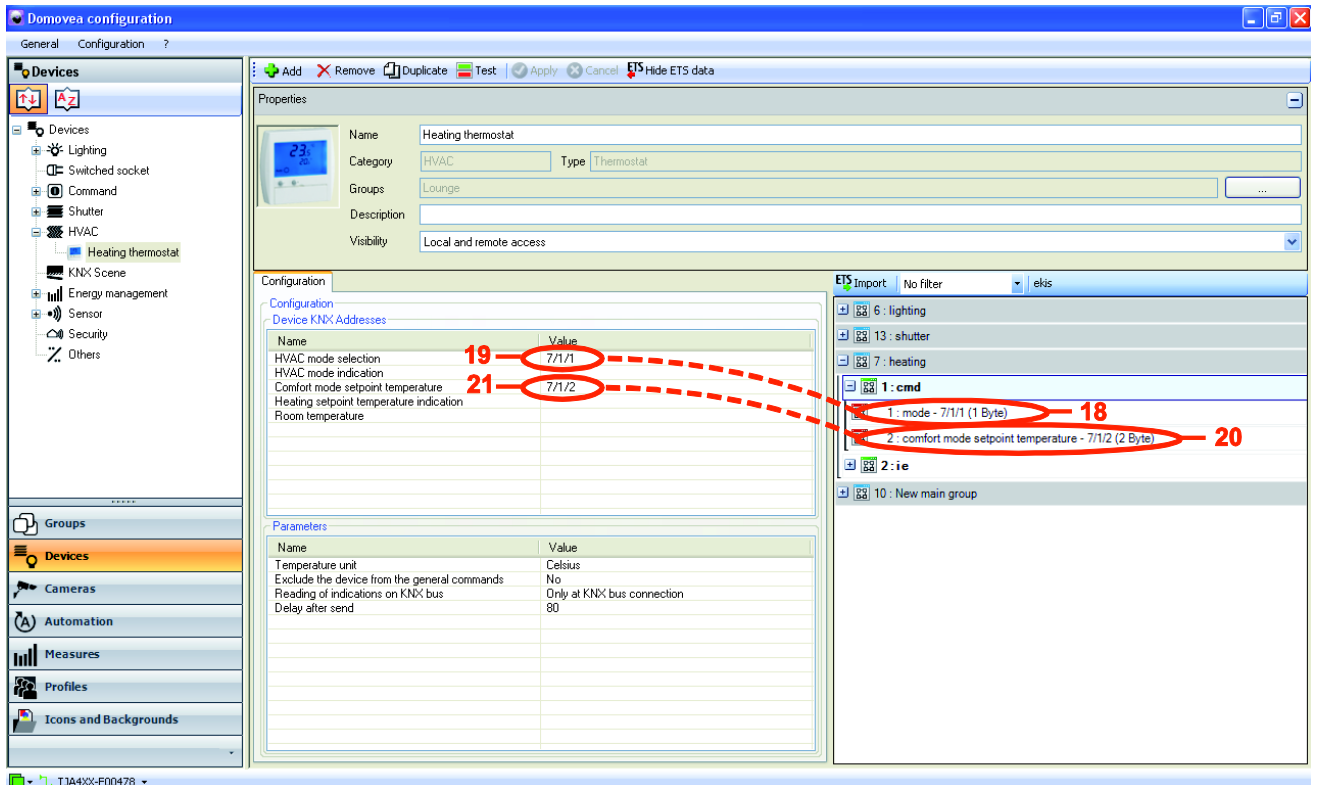 Domovea configuration
General Configuration ?
Devices
Add Remove Duplicate Test Apply Cancel ETS Hide ETS data
A Z
Properties
Devices
Lighting
Switched socket
Command
Shutter
HVAC
Heating thermostat
KNX Scene
Energy management
Sensor
Security
Others
Name Heating thermostat
Category HVAC Type Thermostat
Groups Lounge ...
Description
Visibility Local and remote access
Configuration
Configuration
Device KNX Addresses
Name Value
HVAC mode selection 19 7/1/1
HVAC mode indication
Comfort mode setpoint temperature 21 7/1/2
Heating setpoint temperature indication
Room temperature
Parameters
Name Value
Temperature unit Celsius
Exclude the device from the general commands No
Reading of indications on KNX bus Only at KNX bus connection
Delay after send 80
ETS Import No filter ekis
6 : lighting
13 : shutter
7 : heating
1 : cmd
1 : mode - 7/1/1 (1 Byte) 18
2 : comfort mode setpoint temperature - 7/1/2 (2 Byte) 20
2 : ie
10 : New main group
Groups
Devices
Cameras
Automation
Measures
Profiles
Icons and Backgrounds
TJA4XX-E00478